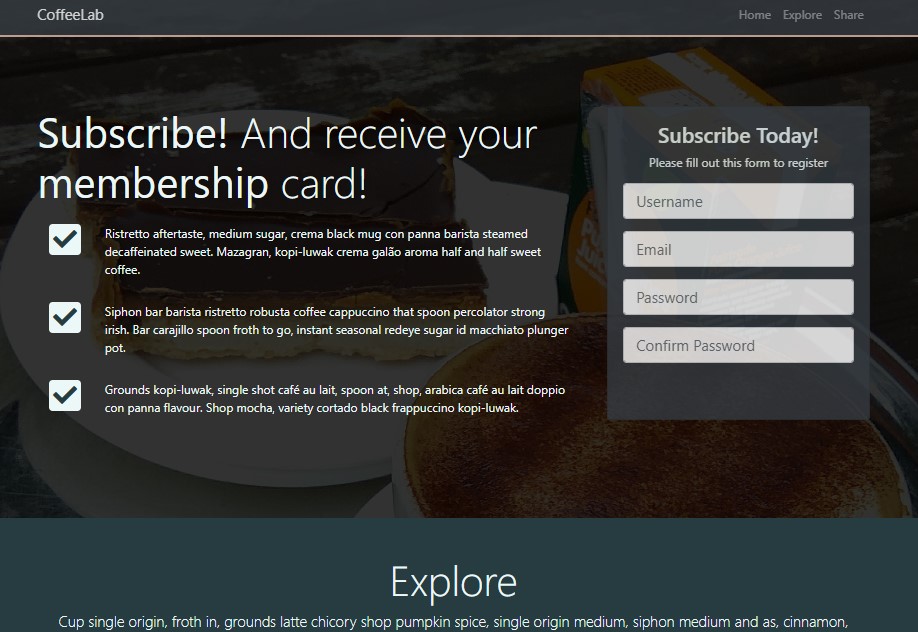 CoffeeLab
Home Explore Share
Subscribe! And receive your
membership card!
Ristretto aftertaste, medium sugar, crema black mug con panna barista steamed
decaffeinated sweet. Mazagran, kopi-luwak crema galão aroma half and half sweet
coffee.
Siphon bar barista ristretto robusta coffee cappuccino that spoon percolator strong
irish. Bar carajillo spoon froth to go, instant seasonal redeye sugar id macchiato plunger
pot.
Grounds kopi-luwak, single shot café au lait, spoon at, shop, arabica café au lait doppio
con panna flavour. Shop mocha, variety cortado black frappuccino kopi-luwak.
Subscribe Today!
Please fill out this form to register
Username
Email
Password
Confirm Password
Explore
Cup single origin, froth in, grounds latte chicory shop pumpkin spice, single origin medium, siphon medium and as, cinnamon,